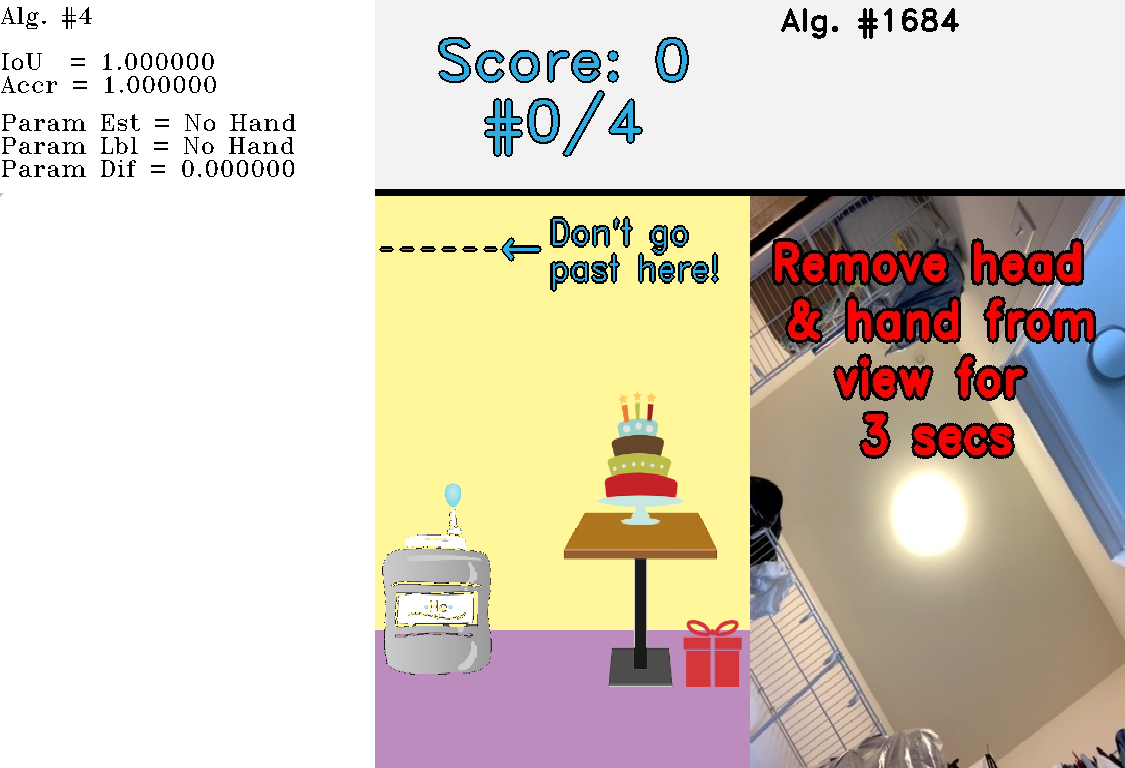 Alg. #4
IoU = 1.000000
Accr = 1.000000
Param Est = No Hand
Param Lbl = No Hand
Param Dif = 0.000000
Score: 0
#0/4
Alg. #1684
Don't go
past here!
Remove head
& hand from
view for
3 secs